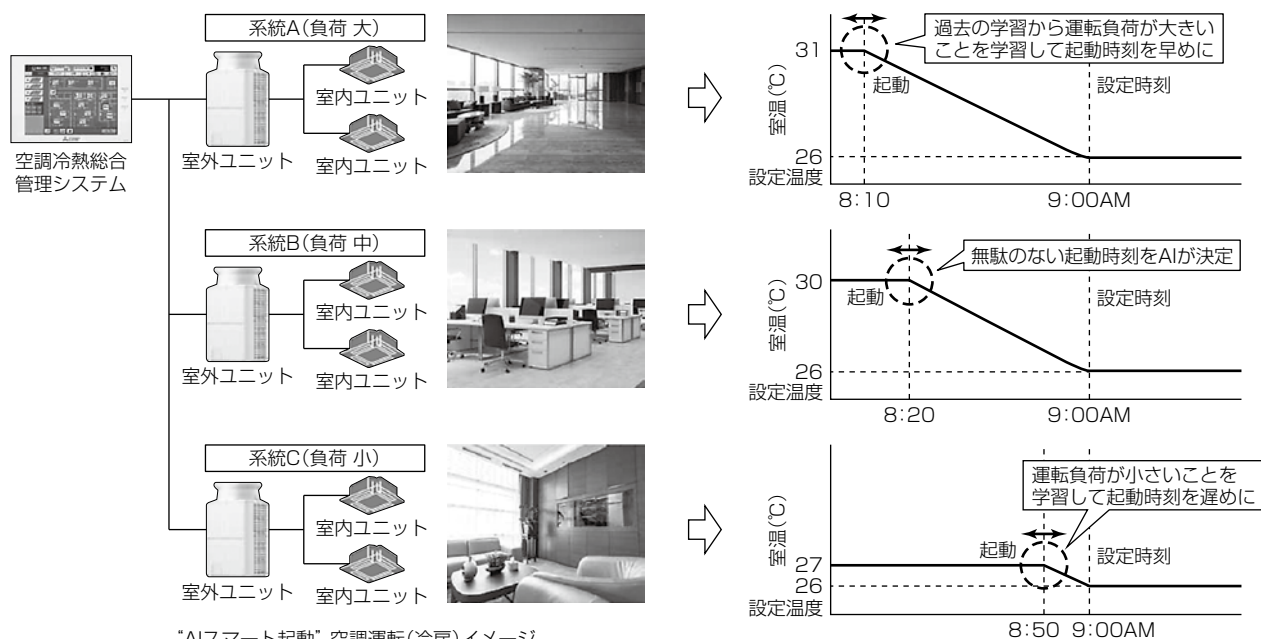 系統A(負荷 大)
室内ユニット
室内ユニット
室外ユニット
空調冷熱総合
管理システム
過去の学習から運転負荷が大きい
ことを学習して起動時刻を早めに
室温(℃)
31
起動
設定時刻
26
設定温度
8:10
9:00AM
系統B(負荷 中)
室内ユニット
室外ユニット
室内ユニット
無駄のない起動時刻をAIが決定
室温(℃)
30
起動
設定時刻
26
設定温度
8:20
9:00AM
系統C(負荷 小)
室内ユニット
室外ユニット
室内ユニット
運転負荷が小さいことを
学習して起動時刻を遅めに
室温(℃)
起動
設定時刻
27
26
設定温度
8:50 9:00AM
"AIスマート起動" 空調運転(冷房)イメージ